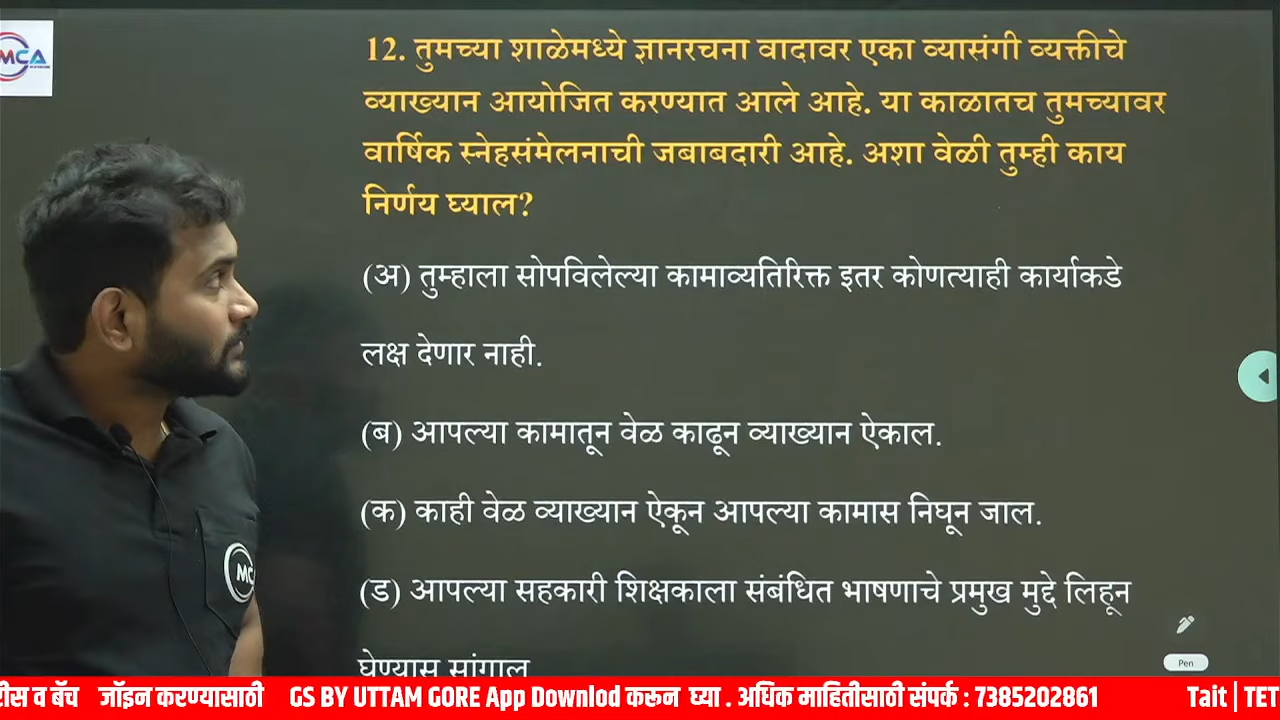 MCA
12. तुमच्या शाळेमध्ये ज्ञानरचना वादावर एका व्यासंगी व्यक्तीचे
व्याख्यान आयोजित करण्यात आले आहे. या काळातच तुमच्यावर
वार्षिक स्नेहसंमेलनाची जबाबदारी आहे. अशा वेळी तुम्ही काय
निर्णय घ्याल?
(अ) तुम्हाला सोपविलेल्या कामाव्यतिरिक्त इतर कोणत्याही कार्याकडे
लक्ष देणार नाही.
(ब) आपल्या कामातून वेळ काढून व्याख्यान ऐकाल.
(क) काही वेळ व्याख्यान ऐकून आपल्या कामास निघून जाल.
(ड) आपल्या सहकारी शिक्षकाला संबंधित भाषणाचे प्रमुख मुद्दे लिहून
घेण्यास सांगाल
Pen
MC
रीस व बॅच जॉइन करण्यासाठी GS BY UTTAM GORE App Downlod करून घ्या . अधिक माहितीसाठी संपर्क : 7385202861 Tait | TET